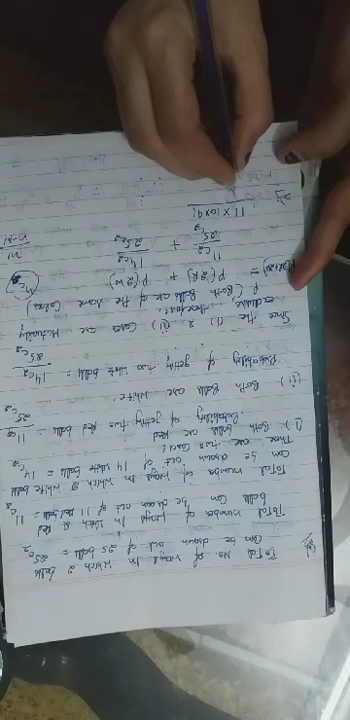 Sol.
Total No. of ways in which 2 balls
can be drawn out of 25 balls = 25C2
Total number of ways in which 2 red
balls can be drawn out of 11 red balls = 11C2
Total number of ways in which 2 white balls
can be drawn out of 14 white balls = 14C2
There are two cases:
i) Both balls are red
Probability of getting two red balls = 11C2 / 25C2
(ii) Both Balls are white.
Probability of getting two white balls = 14C2 / 25C2
Since the (i) & (ii) cases are mutually
exclusive, therefore.
P (Both Balls are of the same colour)
= P(2R) + P(2W)
11C2 / 25C2 + 14C2 / 25C2
11 x 10 x 9!